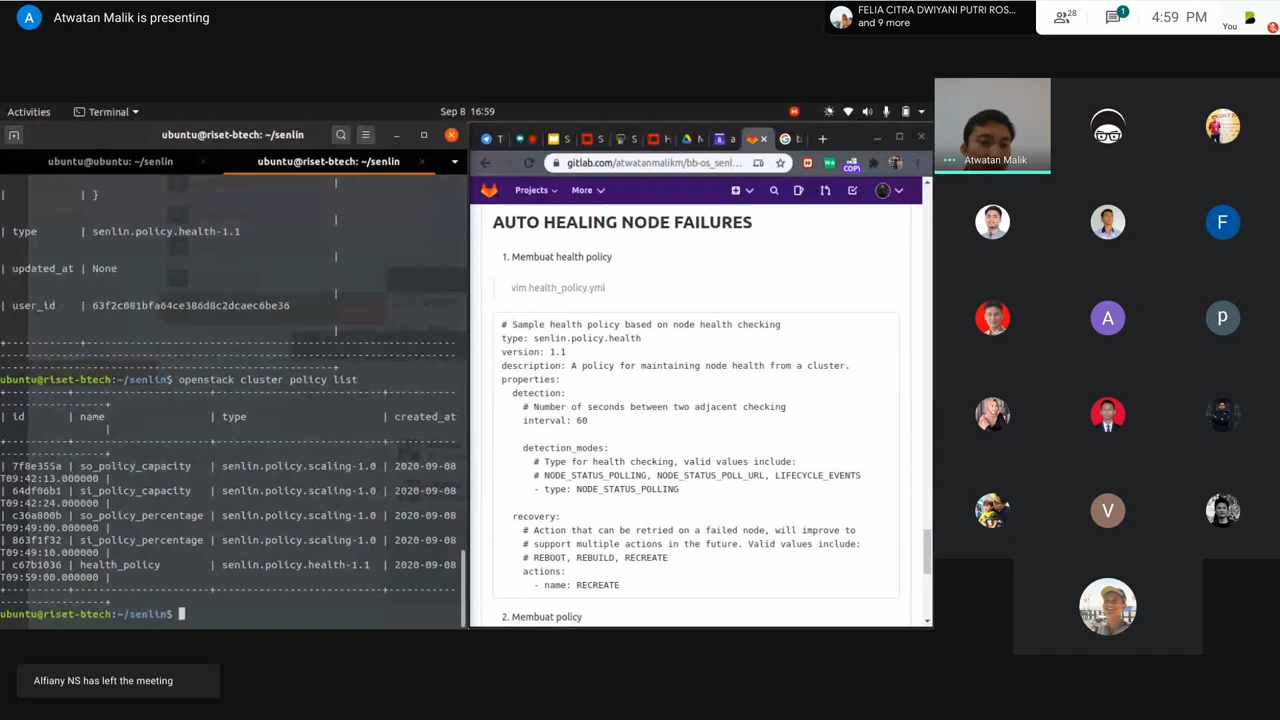 A Atwatan Malik is presenting
FELIA CITRA DWIYANI PUTRI ROS...
and 9 more
28
1
4:59 PM
You
Activities
Terminal
Sep 8 16:59
ubuntu@riset-btech: ~/senlin
ubuntu@ubuntu: ~/senlin
ubuntu@riset-btech: ~/senlin
| | } |
| type | senlin.policy.health-1.1
| updated_at | None
| user_id | 63f2c081bfa64ce386d8c2dcaec6be36
ubuntu@riset-btech:~/senlin$ openstack cluster policy list
| id | name | type | created_at
| 7f8e355a | so_policy_capacity | senlin.policy.scaling-1.0 | 2020-09-08
T09:42:13.000000 |
| 64df06b1 | si_policy_capacity | senlin.policy.scaling-1.0 | 2020-09-08
T09:42:24.000000 |
| c36a800b | so_policy_percentage | senlin.policy.scaling-1.0 | 2020-09-08
T09:49:00.000000 |
| 863f1f32 | si_policy_percentage | senlin.policy.scaling-1.0 | 2020-09-08
T09:49:10.000000 |
| c67b1036 | health_policy | senlin.policy.health-1.1 | 2020-09-08
T09:59:00.000000 |
ubuntu@riset-btech:~/senlin$
gitlab.com/atwatanmalikm/bb-os_senl...
Projects
More
AUTO HEALING NODE FAILURES
1. Membuat health policy
vim health_policy.yml
# Sample health policy based on node health checking
type: senlin.policy.health
version: 1.1
description: A policy for maintaining node health from a cluster.
properties:
detection:
# Number of seconds between two adjacent checking
interval: 60
detection_modes:
# Type for health checking, valid values include:
# NODE_STATUS_POLLING, NODE_STATUS_POLL_URL, LIFECYCLE_EVENTS
- type: NODE_STATUS_POLLING
recovery:
# Action that can be retried on a failed node, will improve to
# support multiple actions in the future. Valid values include:
# REBOOT, REBUILD, RECREATE
actions:
- name: RECREATE
2. Membuat policy
Atwatan Malik
F
A
p
V
Alfiany NS has left the meeting